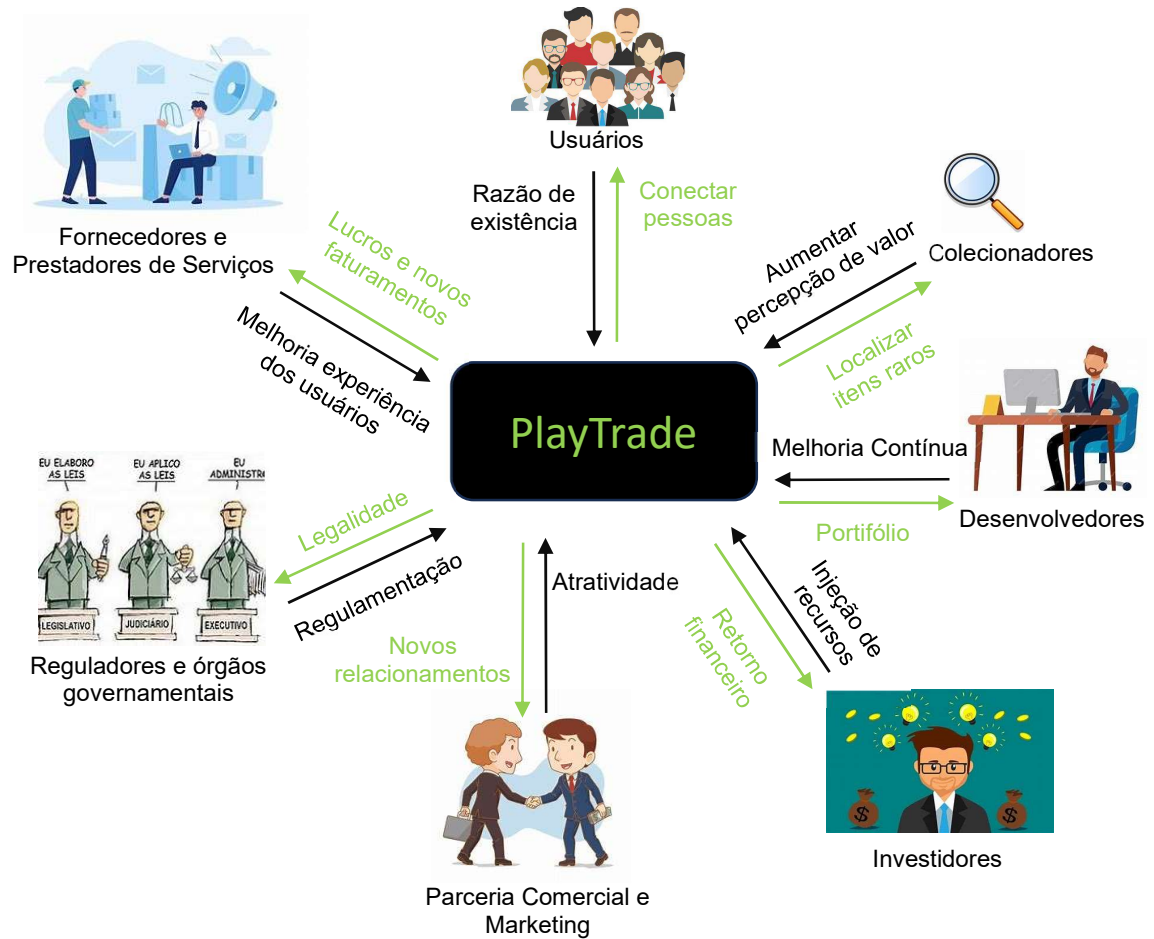 Usuários
Razão de
existência
Conectar
pessoas
Fornecedores e
Prestadores de Serviços
Lucros e novos
faturamentos
Melhoria experiência
dos usuários
Aumentar
percepção de valor
Colecionadores
Localizar
itens raros
PlayTrade
Melhoria Contínua
Portifólio
Desenvolvedores
EU ELABORO
AS LEIS
EU APLICO
AS LEIS
EU
ADMINISTR
LEGISLATIVO
JUDICIÁRIO
EXECUTIVO
Legalidade
Regulamentação
Reguladores e órgãos
governamentais
Novos
relacionamentos
Atratividade
Parceria Comercial e
Marketing
Injeção de
recursos
Retorno
financeiro
$
$
Investidores